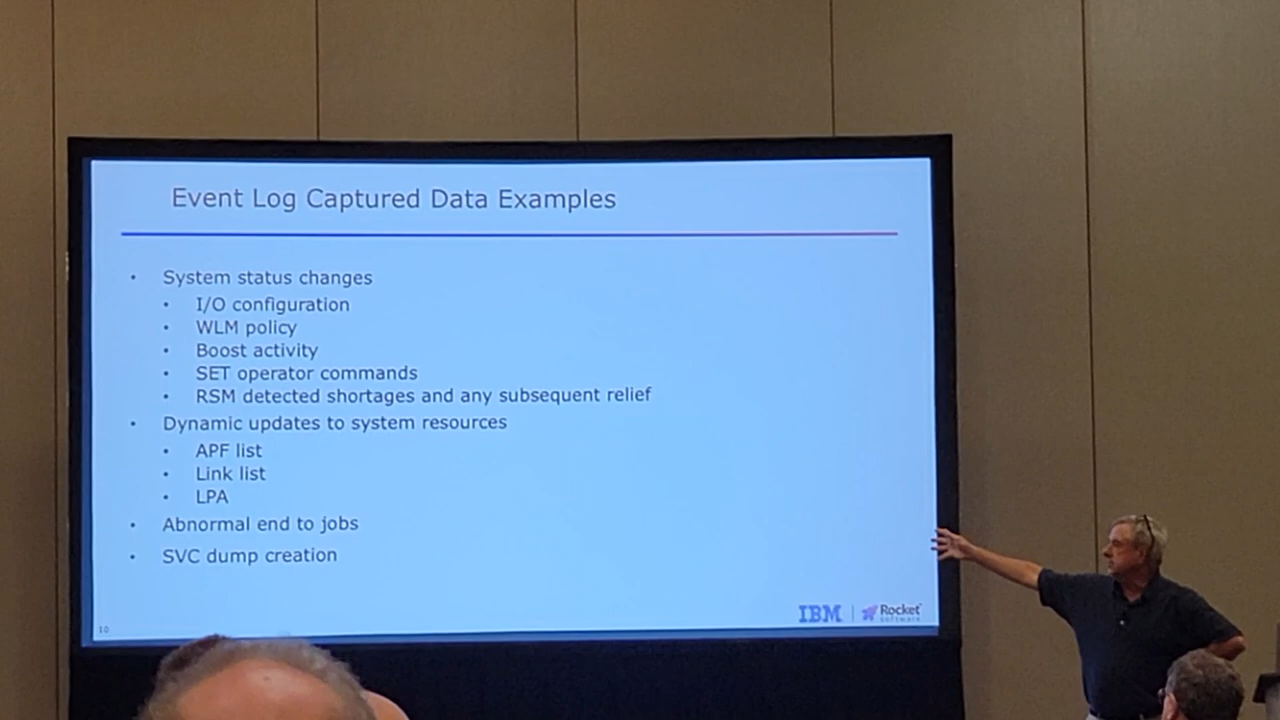 Event Log Captured Data Examples
• System status changes
• I/O configuration
• WLM policy
• Boost activity
• SET operator commands
• RSM detected shortages and any subsequent relief
• Dynamic updates to system resources
• APF list
• Link list
• LPA
• Abnormal end to jobs
• SVC dump creation
10
IBM | Rocket
software